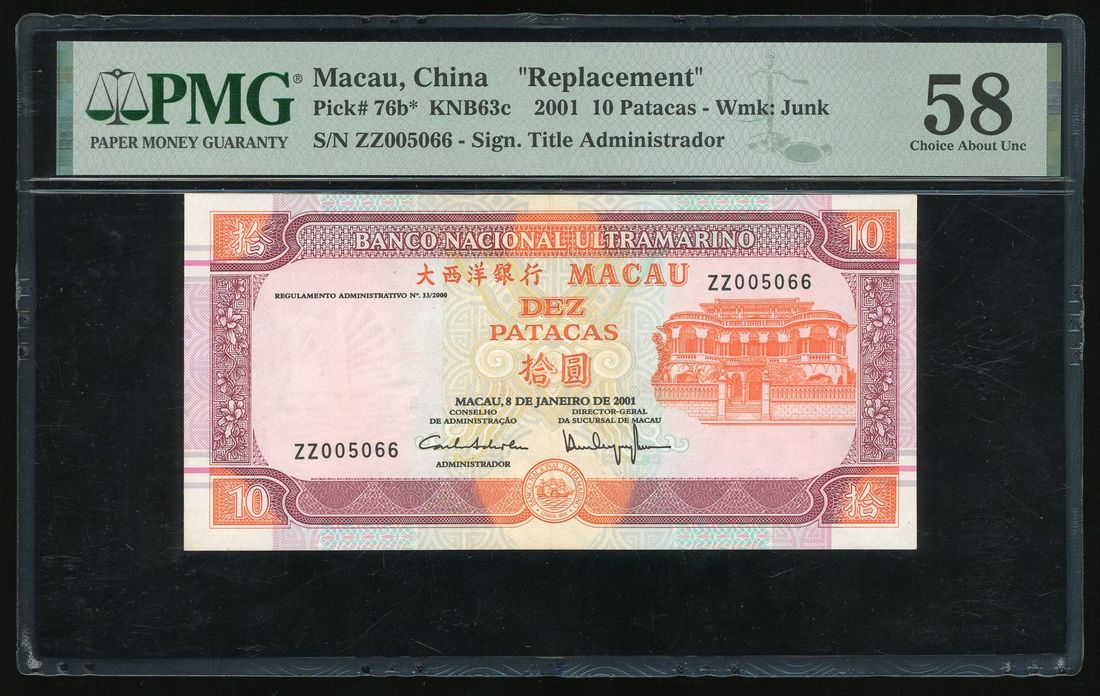 PMG®
PAPER MONEY GUARANTY
Macau, China "Replacement"
Pick# 76b* KNB63c 2001 10 Patacas - Wmk: Junk
S/N ZZ005066 - Sign. Title Administrador
58
Choice About Unc
拾
BANCO NACIONAL ULTRAMARINO
10
大西洋銀行 MACAU
ZZ005066
REGULAMENTO ADMINISTRATIVO Nº. 33/2000
DEZ
PATACAS
拾圓
MACAU, 8 DE JANEIRO DE 2001
CONSELHO
DE ADMINISTRAÇÃO
DIRECTOR-GERAL
DA SUCURSAL DE MACAU
ZZ005066
ADMINISTRADOR
10
BANCO NACIONAL ULTRAMARINO
拾